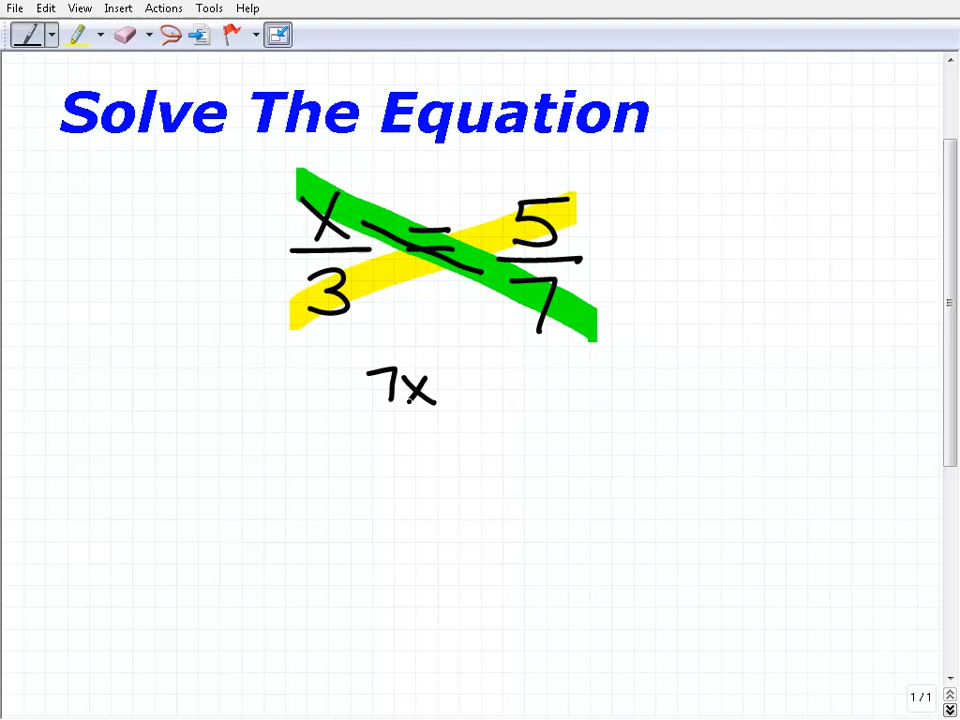 File Edit View Insert Actions Tools Help
Solve The Equation
x/3 = 5/7
7x
1 / 1